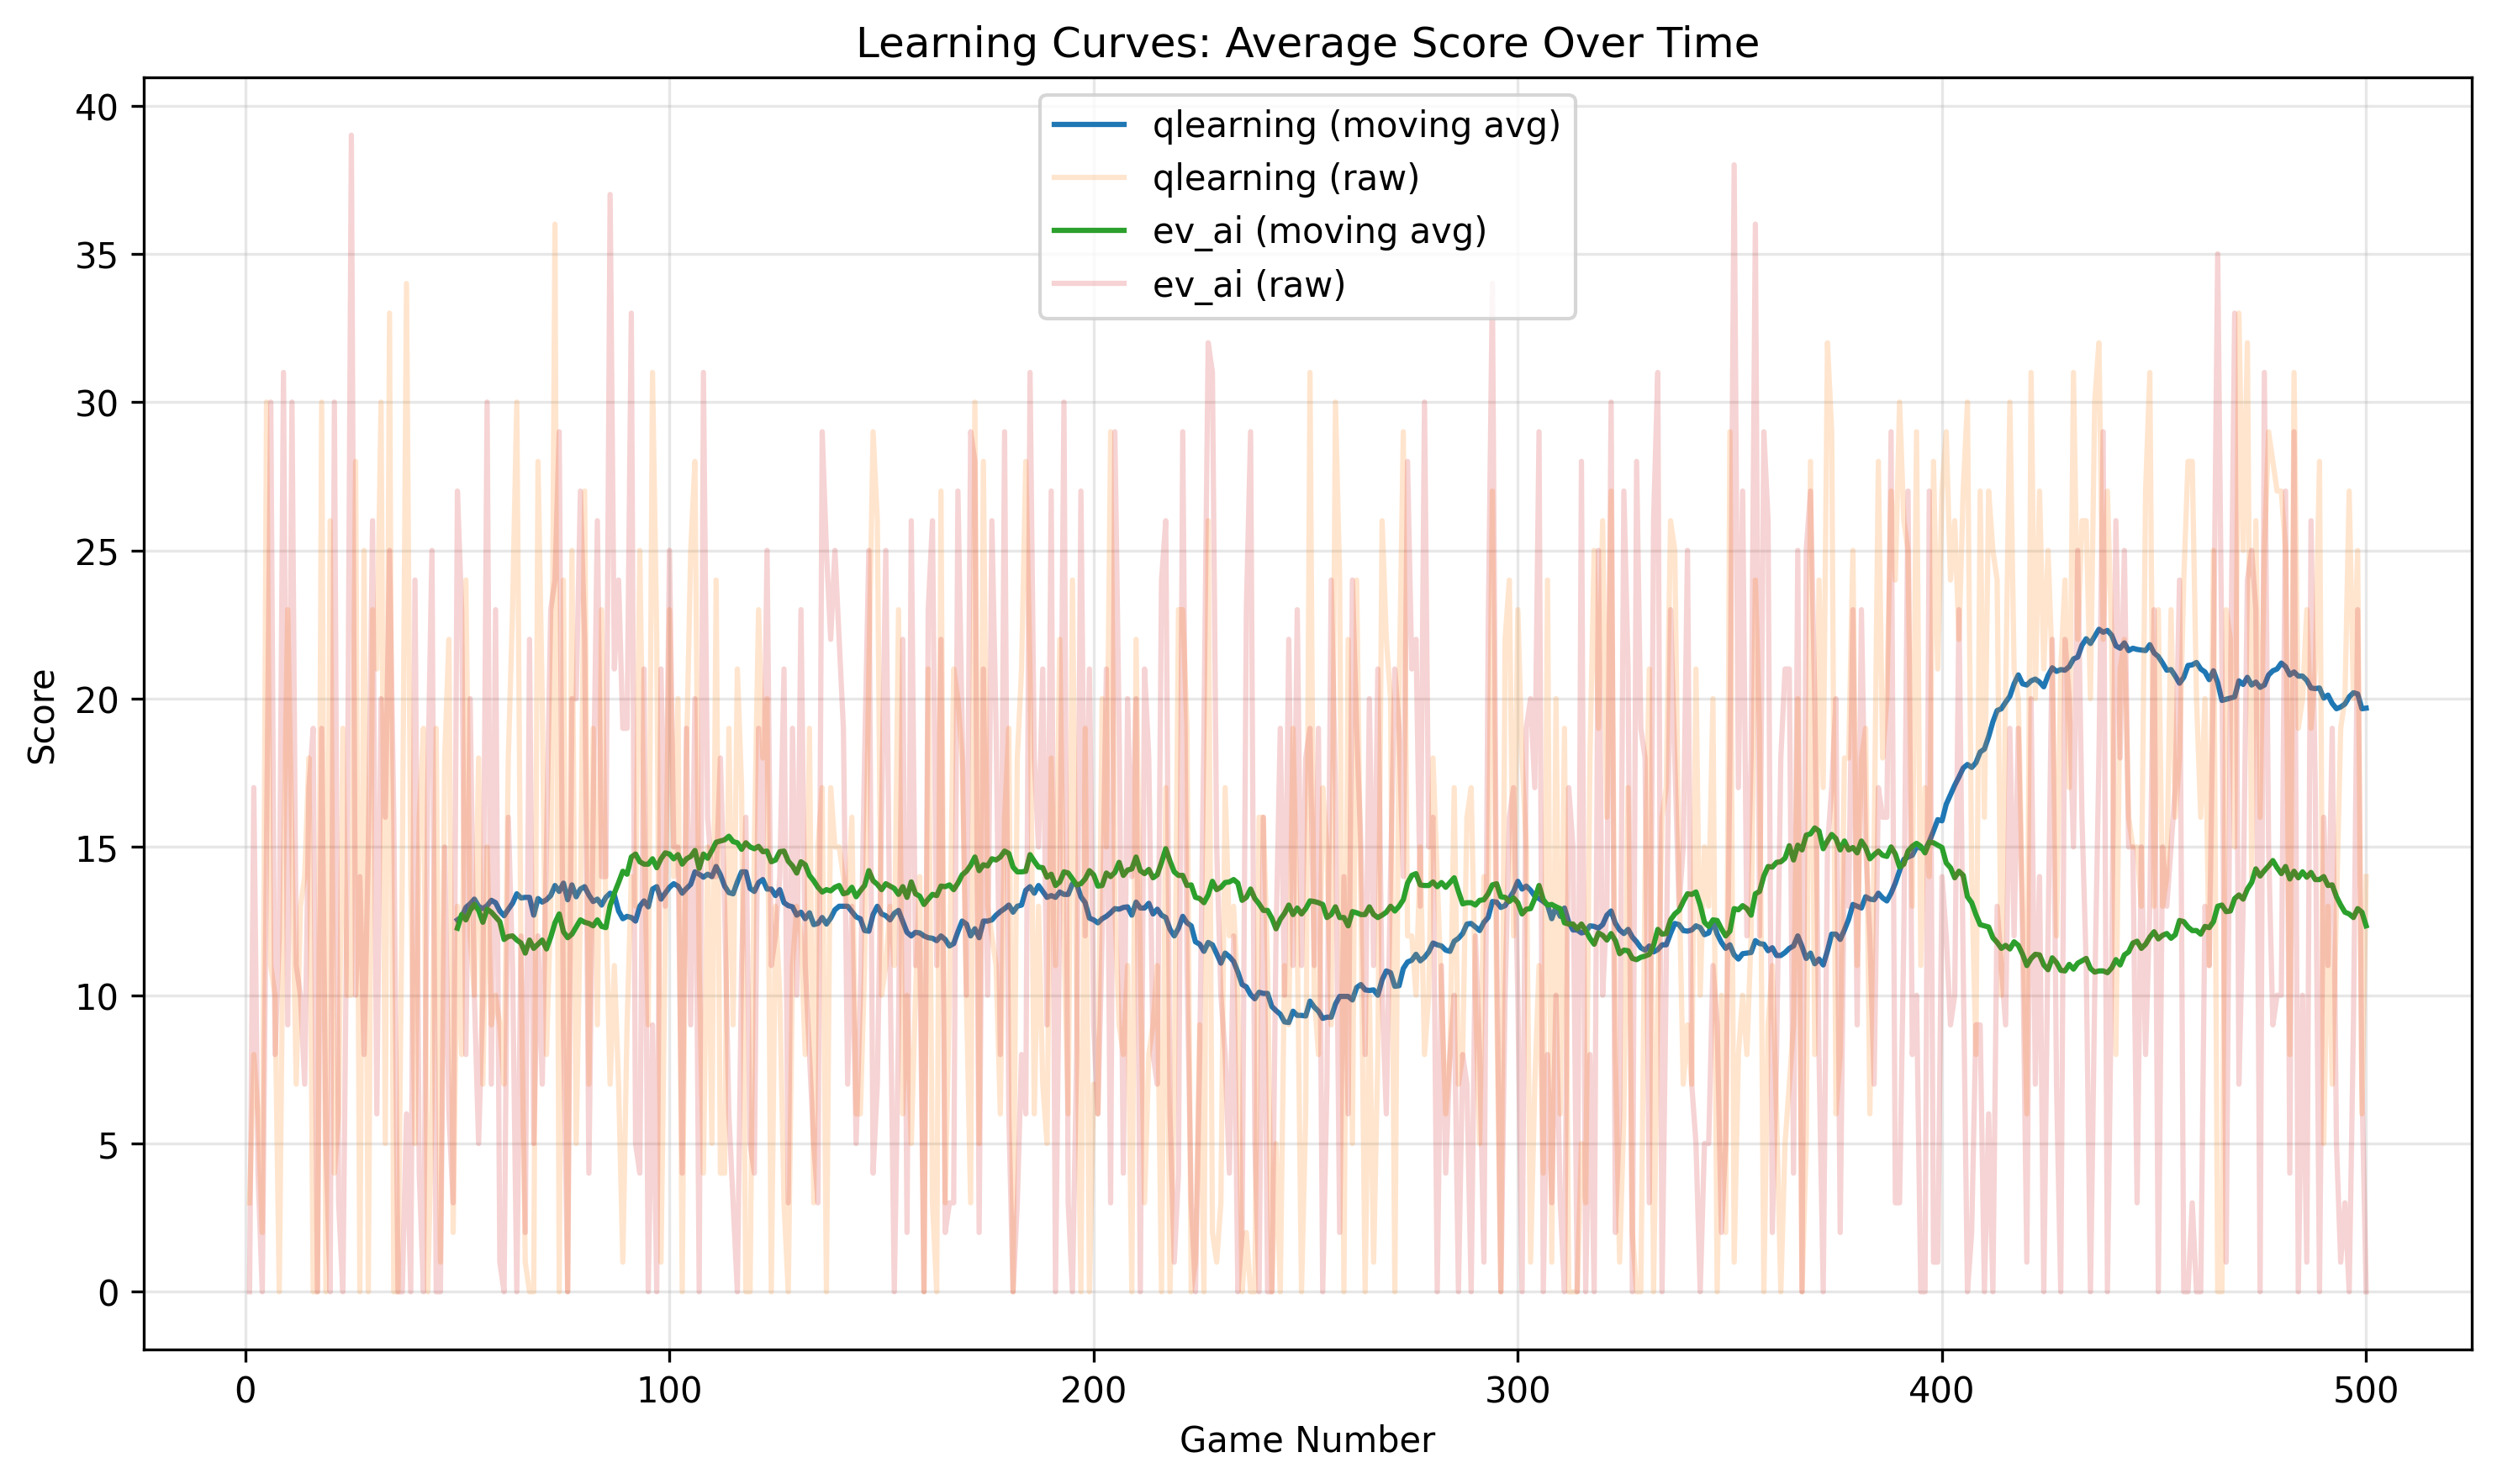 Learning Curves: Average Score Over Time
40
35
30
25
20
15
10
5
0
Score
qlearning (moving avg)
qlearning (raw)
ev_ai (moving avg)
ev_ai (raw)
0 100 200 300 400 500
Game Number